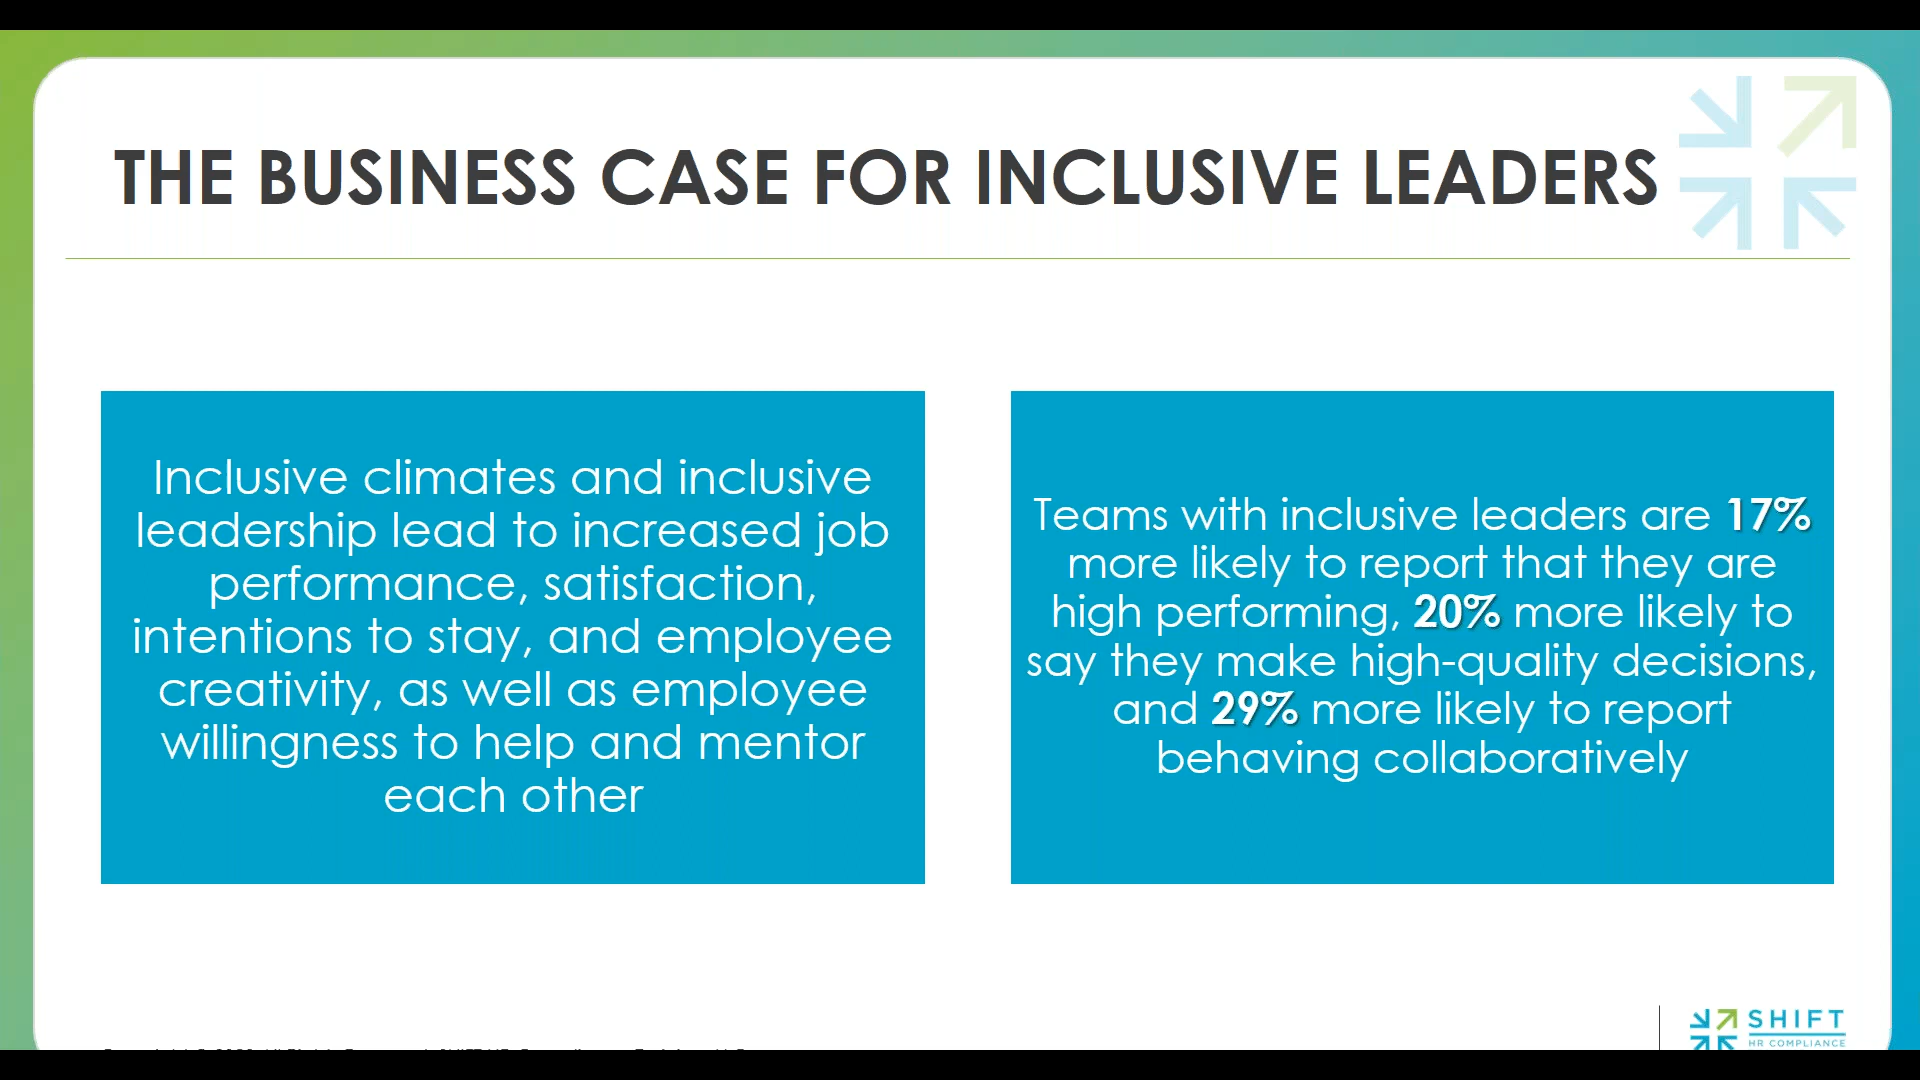 THE BUSINESS CASE FOR INCLUSIVE LEADERS
Inclusive climates and inclusive
leadership lead to increased job
performance, satisfaction,
intentions to stay, and employee
creativity, as well as employee
willingness to help and mentor
each other
Teams with inclusive leaders are 17%
more likely to report that they are
high performing, 20% more likely to
say they make high-quality decisions,
and 29% more likely to report
behaving collaboratively
SHIFT
HR COMPLIANCE